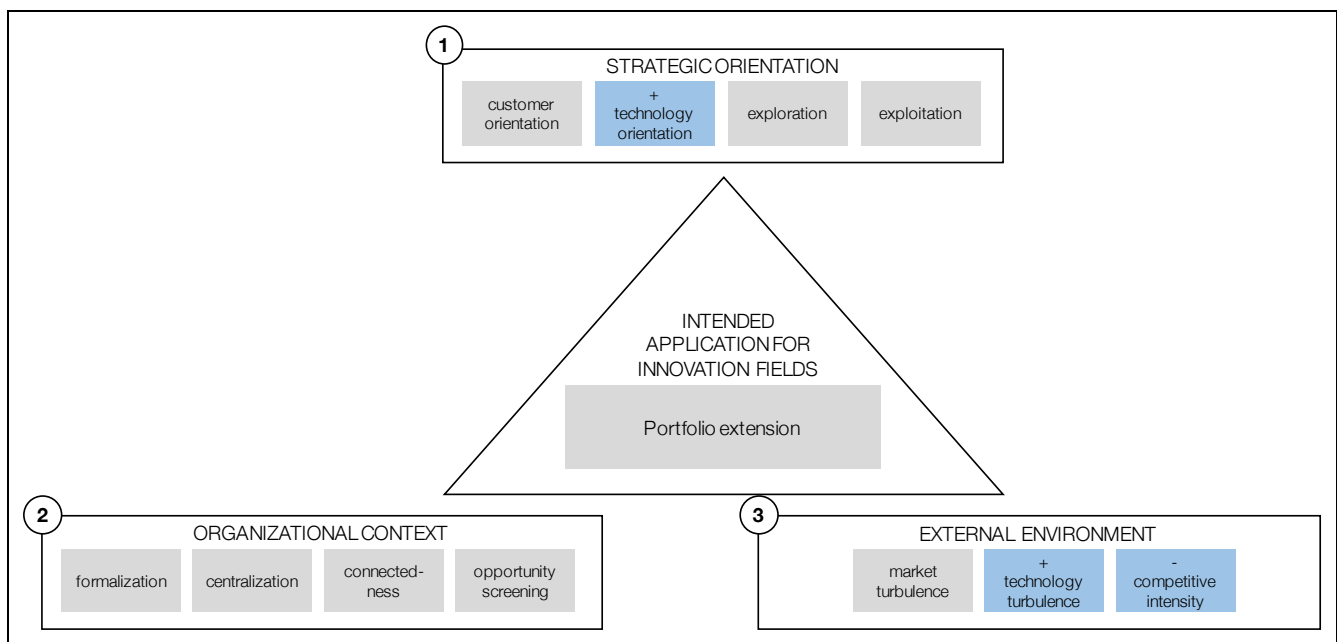 1
STRATEGIC ORIENTATION
customer
orientation
+
technology
orientation
exploration
exploitation
INTENDED
APPLICATION FOR
INNOVATION FIELDS
Portfolio extension
2
ORGANIZATIONAL CONTEXT
formalization
centralization
connected-
ness
opportunity
screening
3
EXTERNAL ENVIRONMENT
market
turbulence
+
technology
turbulence
-
competitive
intensity